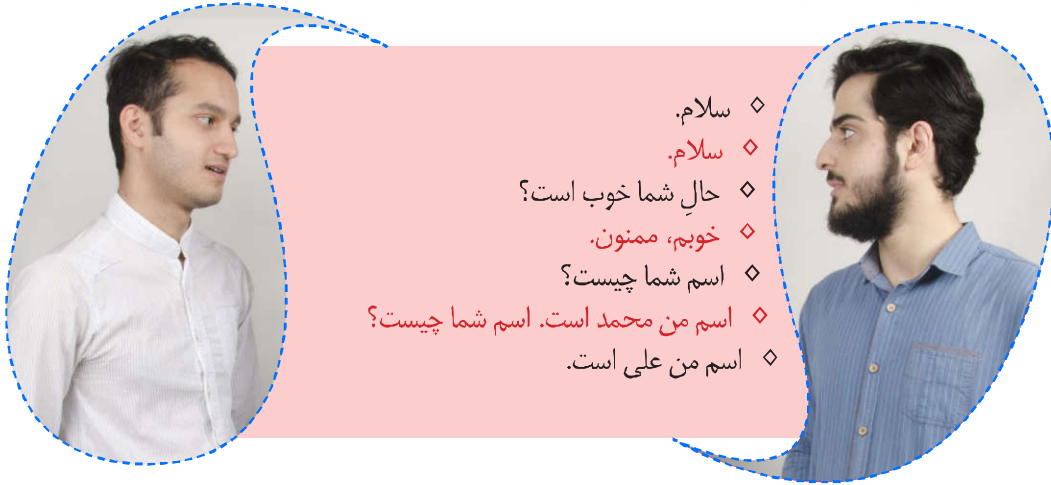 ◊ سلام.
◊ سلام.
◊ حالِ شما خوب است؟
◊ خوبم، ممنون.
◊ اسم شما چیست؟
◊ اسم من محمد است. اسم شما چیست؟
◊ اسم من علی است.